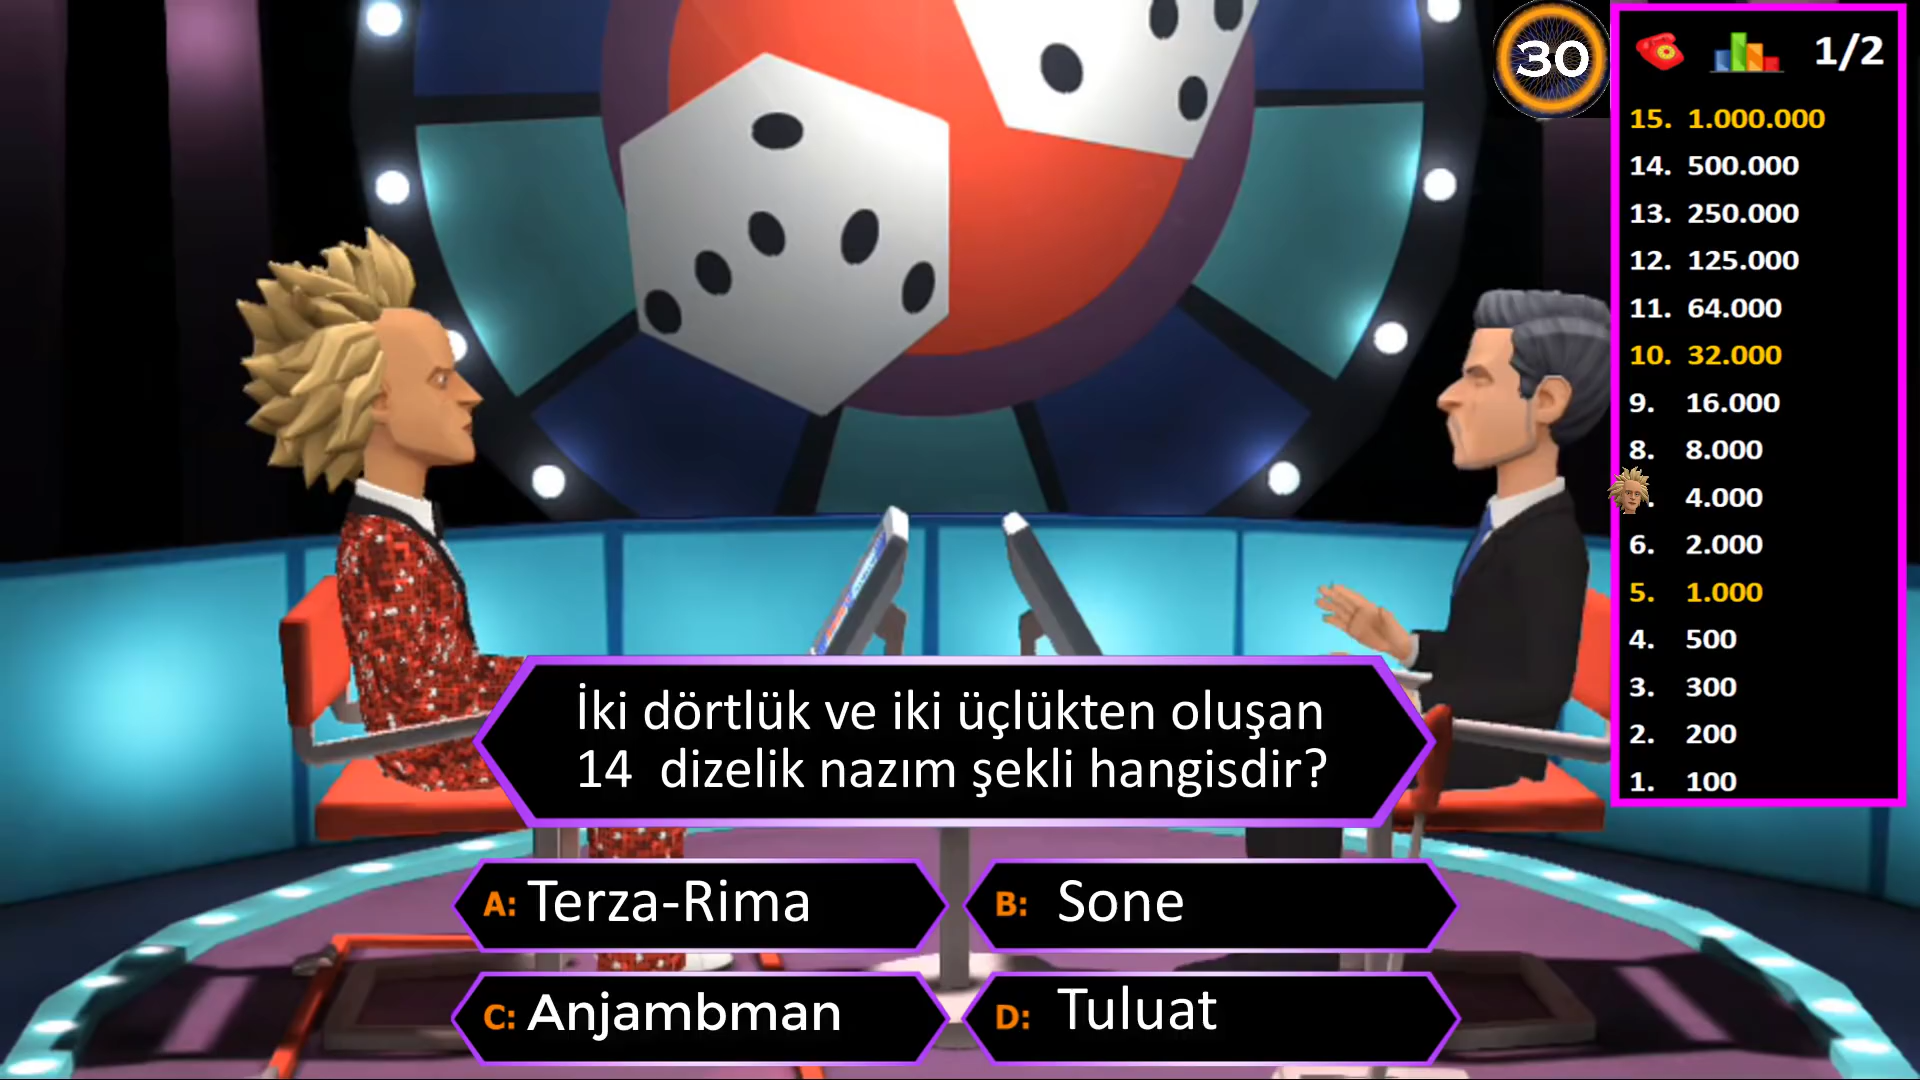 30
1/2
15. 1.000.000
14. 500.000
13. 250.000
12. 125.000
11. 64.000
10. 32.000
9. 16.000
8. 8.000
. 4.000
6. 2.000
5. 1.000
4. 500
3. 300
2. 200
1. 100
İki dörtlük ve iki üçlükten oluşan
14 dizelik nazım şekli hangisdir?
A: Terza-Rima
B: Sone
C: Anjambman
D: Tuluat